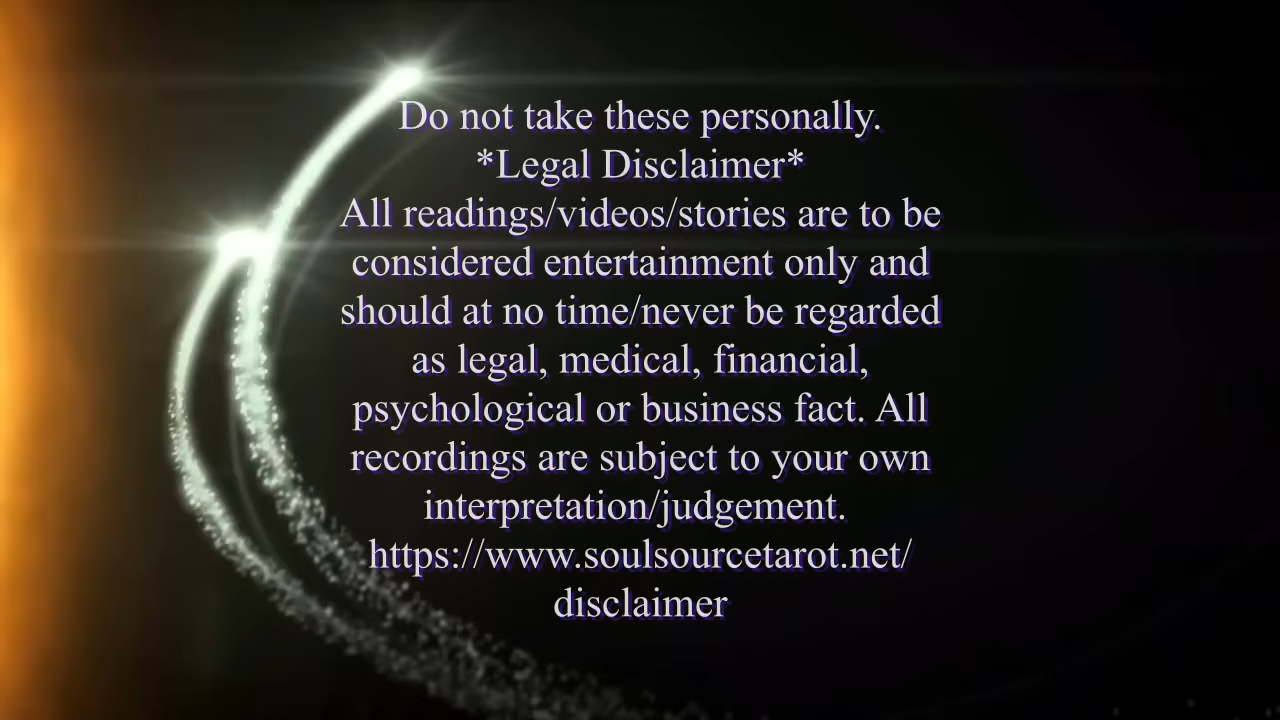 Do not take these personally.
*Legal Disclaimer*
All readings/videos/stories are to be
considered entertainment only and
should at no time/never be regarded
as legal, medical, financial,
psychological or business fact. All
recordings are subject to your own
interpretation/judgement.
https://www.soulsourcetarot.net/
disclaimer